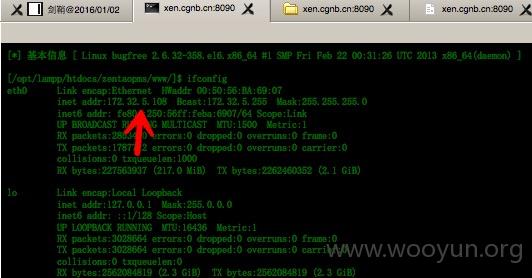 剑鞘@2016/01/02 xen.cgnb.cn:8090 xen.cgnb.cn:8090 xen.cgnb.cn:8090
[*] 基本信息 [ Linux bugfree 2.6.32-358.el6.x86_64 #1 SMP Fri Feb 22 00:31:26 UTC 2013 x86_64(daemon) ]
[/opt/lampp/htdocs/zentaopms/www/]$ ifconfig
eth0 Link encap:Ethernet HWaddr 00:50:56:BA:69:07
inet addr:172.32.5.108 Bcast:172.32.5.255 Mask:255.255.255.0
inet6 addr: 250:56ff:feba:6907/64 Scope:Link
UP BROADCAST MULTICAST MTU:1500 Metric:1
RX errors:0 dropped:0 overruns:0 frame:0
TX errors:0 dropped:0 overruns:0 carrier:0
collisions:0 txqueuelen:1000
RX bytes:227563937 (217.0 MiB) TX bytes:2262460352 (2.1 GiB)
lo Link encap:Local Loopback
inet addr:127.0.0.1 Mask:255.0.0.0
inet6 addr: ::1/128 Scope:Host
UP LOOPBACK RUNNING MTU:16436 Metric:1
RX packets:3028664 errors:0 dropped:0 overruns:0 frame:0
TX packets:3028664 errors:0 dropped:0 overruns:0 carrier:0
collisions:0 txqueuelen:0
RX bytes:2562084819 (2.3 GiB) TX bytes:2562084819 (2.3 GiB)
www.wooyun.org